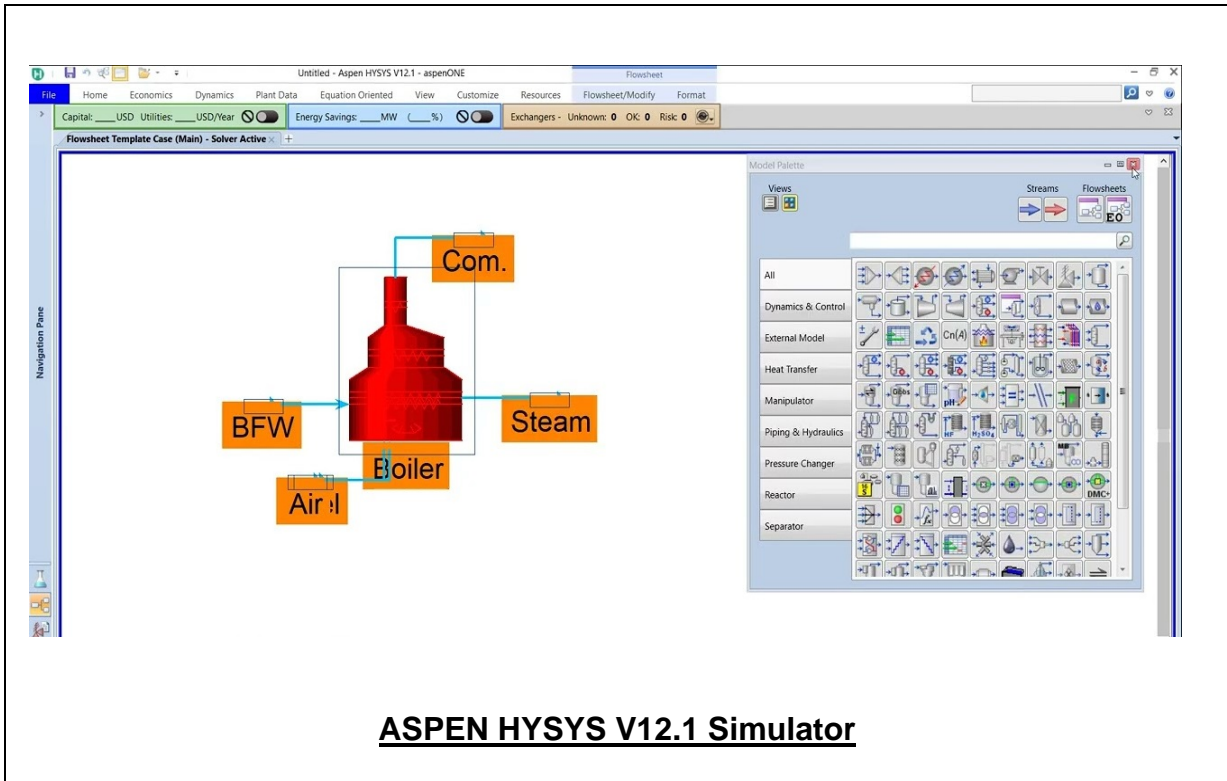 Untitled - Aspen HYSYS V12.1 - aspenONE
Flowsheet
File Home Economics Dynamics Plant Data Equation Oriented View Customize Resources Flowsheet/Modify Format
Capital: ____USD Utilities: ____USD/Year Energy Savings: ____MW (____%) Exchangers - Unknown: 0 OK: 0 Risk: 0
Flowsheet Template Case (Main) - Solver Active
Navigation Pane
Com.
BFW
Steam
Boiler
Air
Model Palette
Views Streams Flowsheets
EO
All
Dynamics & Control
External Model
Cn(A)
Heat Transfer
Manipulator
pH
Piping & Hydraulics
Pressure Changer
Reactor
DMC+
Separator
ASPEN HYSYS V12.1 Simulator